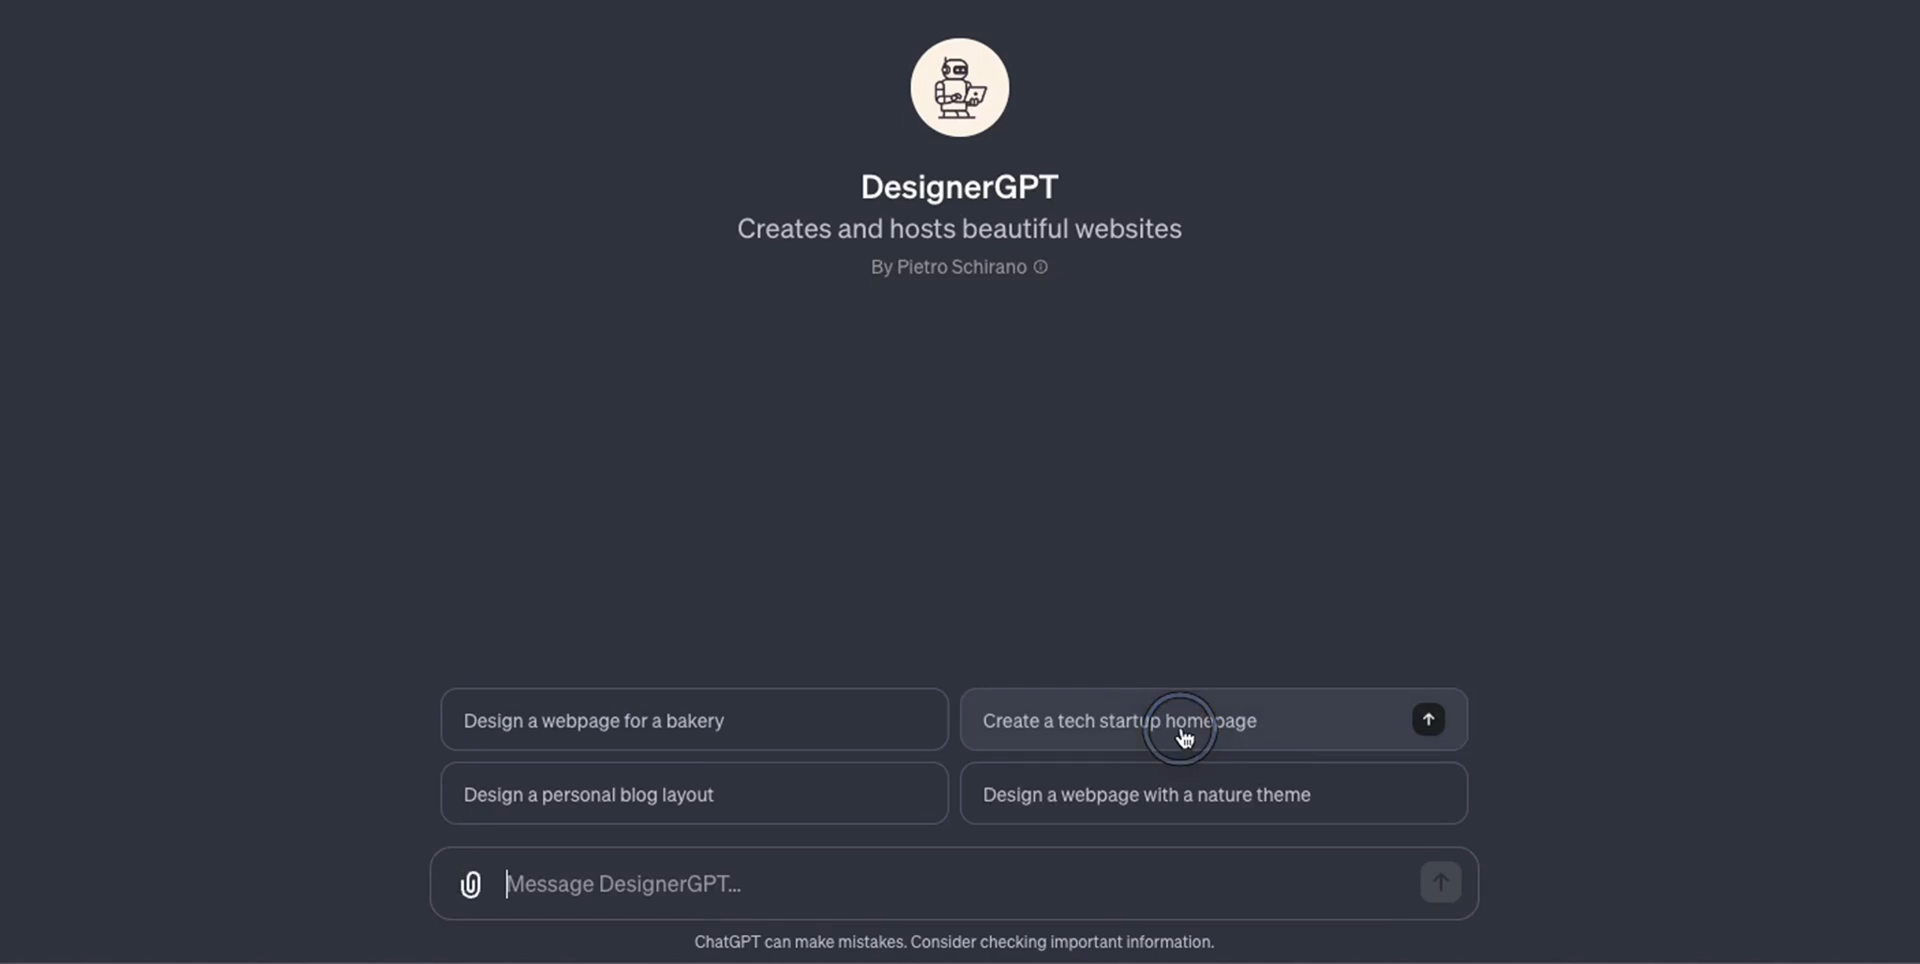 DesignerGPT
Creates and hosts beautiful websites
By Pietro Schirano
Design a webpage for a bakery
Create a tech startup homepage
Design a personal blog layout
Design a webpage with a nature theme
Message DesignerGPT...
ChatGPT can make mistakes. Consider checking important information.